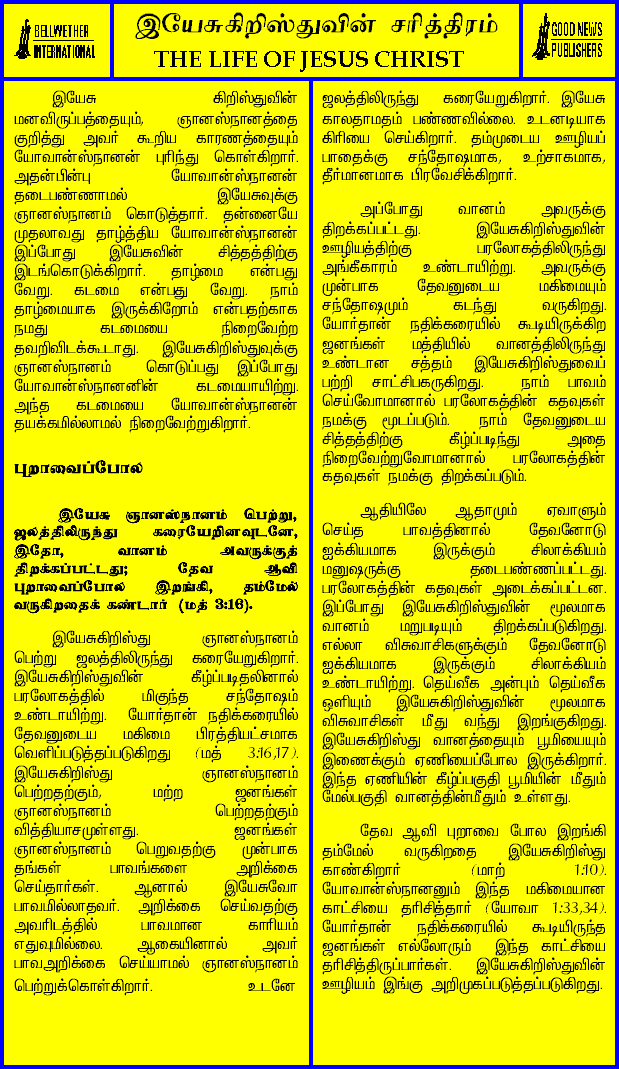 BELLWETHER
INTERNATIONAL
இயேசுகிறிஸ்துவின் சரித்திரம்
THE LIFE OF JESUS CHRIST
GOOD NEWS
PUBLISHERS
இயேசு கிறிஸ்துவின்
மனவிருப்பத்தையும், ஞானஸ்நானத்தை
குறித்து அவர் கூறிய காரணத்தையும்
யோவான்ஸ்நானன் புரிந்து கொள்கிறார்.
அதன்பின்பு யோவான்ஸ்நானன்
தடைபண்ணாமல் இயேசுவுக்கு
ஞானஸ்நானம் கொடுத்தார். தன்னையே
முதலாவது தாழ்த்திய யோவான்ஸ்நானன்
இப்போது இயேசுவின் சித்தத்திற்கு
இடங்கொடுக்கிறார். தாழ்மை என்பது
வேறு. கடமை என்பது வேறு. நாம்
தாழ்மையாக இருக்கிறோம் என்பதற்காக
நமது கடமையை நிறைவேற்ற
தவறிவிடக்கூடாது. இயேசுகிறிஸ்துவுக்கு
ஞானஸ்நானம் கொடுப்பது இப்போது
யோவான்ஸ்நானனின் கடமையாயிற்று.
அந்த கடமையை யோவான்ஸ்நானன்
தயக்கமில்லாமல் நிறைவேற்றுகிறார்.
புறாவைப்போல்
இயேசு ஞானஸ்நானம் பெற்று,
ஜலத்திலிருந்து கரையேறினவுடனே,
இதோ, வானம் அவருக்குத்
திறக்கப்பட்டது; தேவ ஆவி
புறாவைப்போல இறங்கி, தம்மேல்
வருகிறதைக் கண்டார் (மத் 3:16).
இயேசுகிறிஸ்து ஞானஸ்நானம்
பெற்று ஜலத்திலிருந்து கரையேறுகிறார்.
இயேசுகிறிஸ்துவின் கீழ்ப்படிதலினால்
பரலோகத்தில் மிகுந்த சந்தோஷம்
உண்டாயிற்று. யோர்தான் நதிக்கரையில்
தேவனுடைய மகிமை பிரத்தியட்சமாக
வெளிப்படுத்தப்படுகிறது (மத் 3:16,17).
இயேசுகிறிஸ்து ஞானஸ்நானம்
பெற்றதற்கும், மற்ற ஜனங்கள்
ஞானஸ்நானம் பெற்றதற்கும்
வித்தியாசமுள்ளது. ஜனங்கள்
ஞானஸ்நானம் பெறுவதற்கு முன்பாக
தங்கள் பாவங்களை அறிக்கை
செய்தார்கள். ஆனால் இயேசுவோ
பாவமில்லாதவர். அறிக்கை செய்வதற்கு
அவரிடத்தில் பாவமான காரியம்
எதுவுமில்லை. ஆகையினால் அவர்
பாவஅறிக்கை செய்யாமல் ஞானஸ்நானம்
பெற்றுக்கொள்கிறார். உடனே
ஜலத்திலிருந்து கரையேறுகிறார். இயேசு
காலதாமதம் பண்ணவில்லை. உடனடியாக
கிரியை செய்கிறார். தம்முடைய ஊழியப்
பாதைக்கு சந்தோஷமாக, உற்சாகமாக,
தீர்மானமாக பிரவேசிக்கிறார்.
அப்போது வானம் அவருக்கு
திறக்கப்பட்டது. இயேசுகிறிஸ்துவின்
ஊழியத்திற்கு பரலோகத்திலிருந்து
அங்கீகாரம் உண்டாயிற்று. அவருக்கு
முன்பாக தேவனுடைய மகிமையும்
சந்தோஷமும் கடந்து வருகிறது.
யோர்தான் நதிக்கரையில் கூடியிருக்கிற
ஜனங்கள் மத்தியில் வானத்திலிருந்து
உண்டான சத்தம் இயேசுகிறிஸ்துவைப்
பற்றி சாட்சிபகருகிறது. நாம் பாவம்
செய்வோமானால் பரலோகத்தின் கதவுகள்
நமக்கு மூடப்படும். நாம் தேவனுடைய
சித்தத்திற்கு கீழ்ப்படிந்து அதை
நிறைவேற்றுவோமானால் பரலோகத்தின்
கதவுகள் நமக்கு திறக்கப்படும்.
ஆதியிலே ஆதாமும் ஏவாளும்
செய்த பாவத்தினால் தேவனோடு
ஐக்கியமாக இருக்கும் சிலாக்கியம்
மனுஷருக்கு தடைபண்ணப்பட்டது.
பரலோகத்தின் கதவுகள் அடைக்கப்பட்டன.
இப்போது இயேசுகிறிஸ்துவின் மூலமாக
வானம் மறுபடியும் திறக்கப்படுகிறது.
எல்லா விசுவாசிகளுக்கும் தேவனோடு
ஐக்கியமாக இருக்கும் சிலாக்கியம்
உண்டாயிற்று. தெய்வீக அன்பும் தெய்வீக
ஒளியும் இயேசுகிறிஸ்துவின் மூலமாக
விசுவாசிகள் மீது வந்து இறங்குகிறது.
இயேசுகிறிஸ்து வானத்தையும் பூமியையும்
இணைக்கும் ஏணியைப்போல இருக்கிறார்.
இந்த ஏணியின் கீழ்ப்பகுதி பூமியின் மீதும்
மேல்பகுதி வானத்தின்மீதும் உள்ளது.
தேவ ஆவி புறாவை போல இறங்கி
தம்மேல் வருகிறதை இயேசுகிறிஸ்து
காண்கிறார் (மாற் 1:10).
யோவான்ஸ்நானனும் இந்த மகிமையான
காட்சியை தரிசித்தார் (யோவா 1:33,34).
யோர்தான் நதிக்கரையில் கூடியிருந்த
ஜனங்கள் எல்லோரும் இந்த காட்சியை
தரிசித்திருப்பார்கள். இயேசுகிறிஸ்துவின்
ஊழியம் இங்கு அறிமுகப்படுத்தப்படுகிறது.